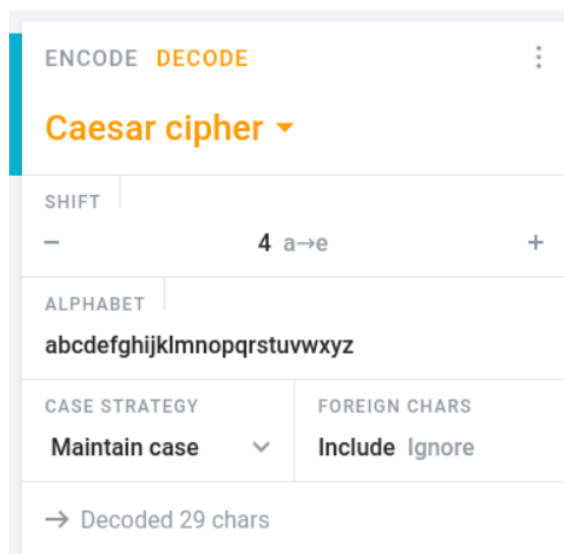 ENCODE DECODE
Caesar cipher
SHIFT
− 4 a→e +
ALPHABET
abcdefghijklmnopqrstuvwxyz
CASE STRATEGY FOREIGN CHARS
Maintain case Include Ignore
→ Decoded 29 chars